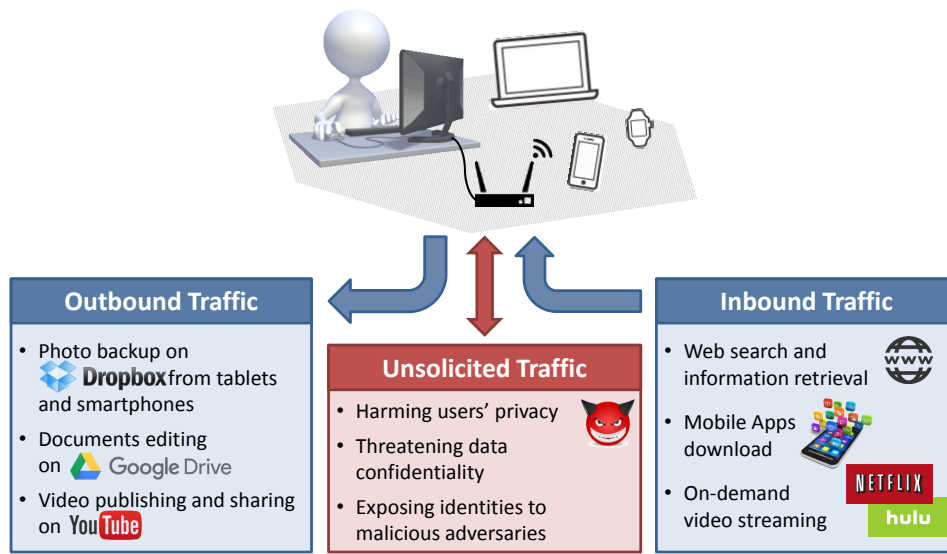 Outbound Traffic
• Photo backup on
Dropbox from tablets
and smartphones
• Documents editing
on Google Drive
• Video publishing and sharing
on YouTube
Unsolicited Traffic
• Harming users' privacy
• Threatening data
confidentiality
• Exposing identities to
malicious adversaries
Inbound Traffic
• Web search and
information retrieval
www
• Mobile Apps
download
• On-demand
video streaming
NETFLIX
hulu